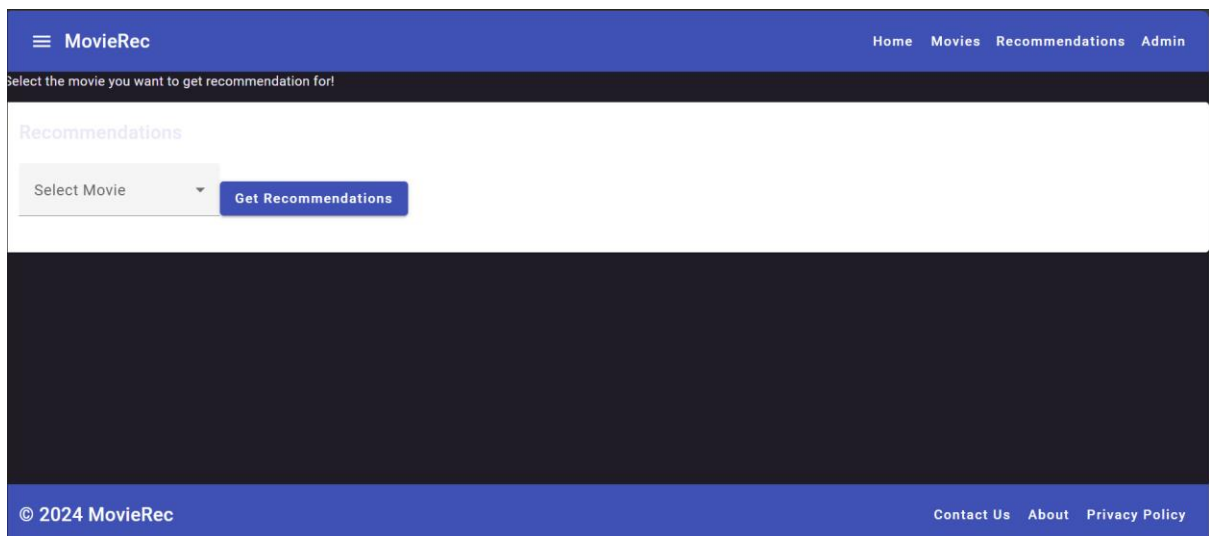 MovieRec
Home Movies Recommendations Admin
Select the movie you want to get recommendation for!
Recommendations
Select Movie
Get Recommendations
© 2024 MovieRec
Contact Us About Privacy Policy